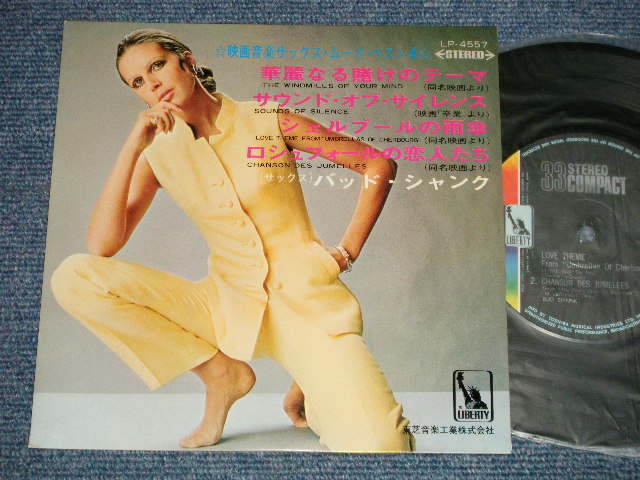 LP-4557
☆映画音楽サックス・ムード・ベスト4☆
STEREO
華麗なる賭けのテーマ
THE WINDMILLS OF YOUR MIND (同名映画より)
サウンド・オブ・サイレンス
SOUNDS OF SILENCE (映画"卒業"より)
シェルブールの雨傘
LOVE THEME FROM "UMBRELLAS OF CHERBOURG" (同名映画より)
ロシュフォールの恋人たち
CHANSON DES JUMELLES (同名映画より)
(サックス) バッド・シャンク
LIBERTY
東芝音楽工業株式会社
33 STEREO
COMPACT
LIBERTY
1. LOVE THEME
From "Umbrellas Of Cher
2. CHANSON DES JUMELLES
BUD SHANK